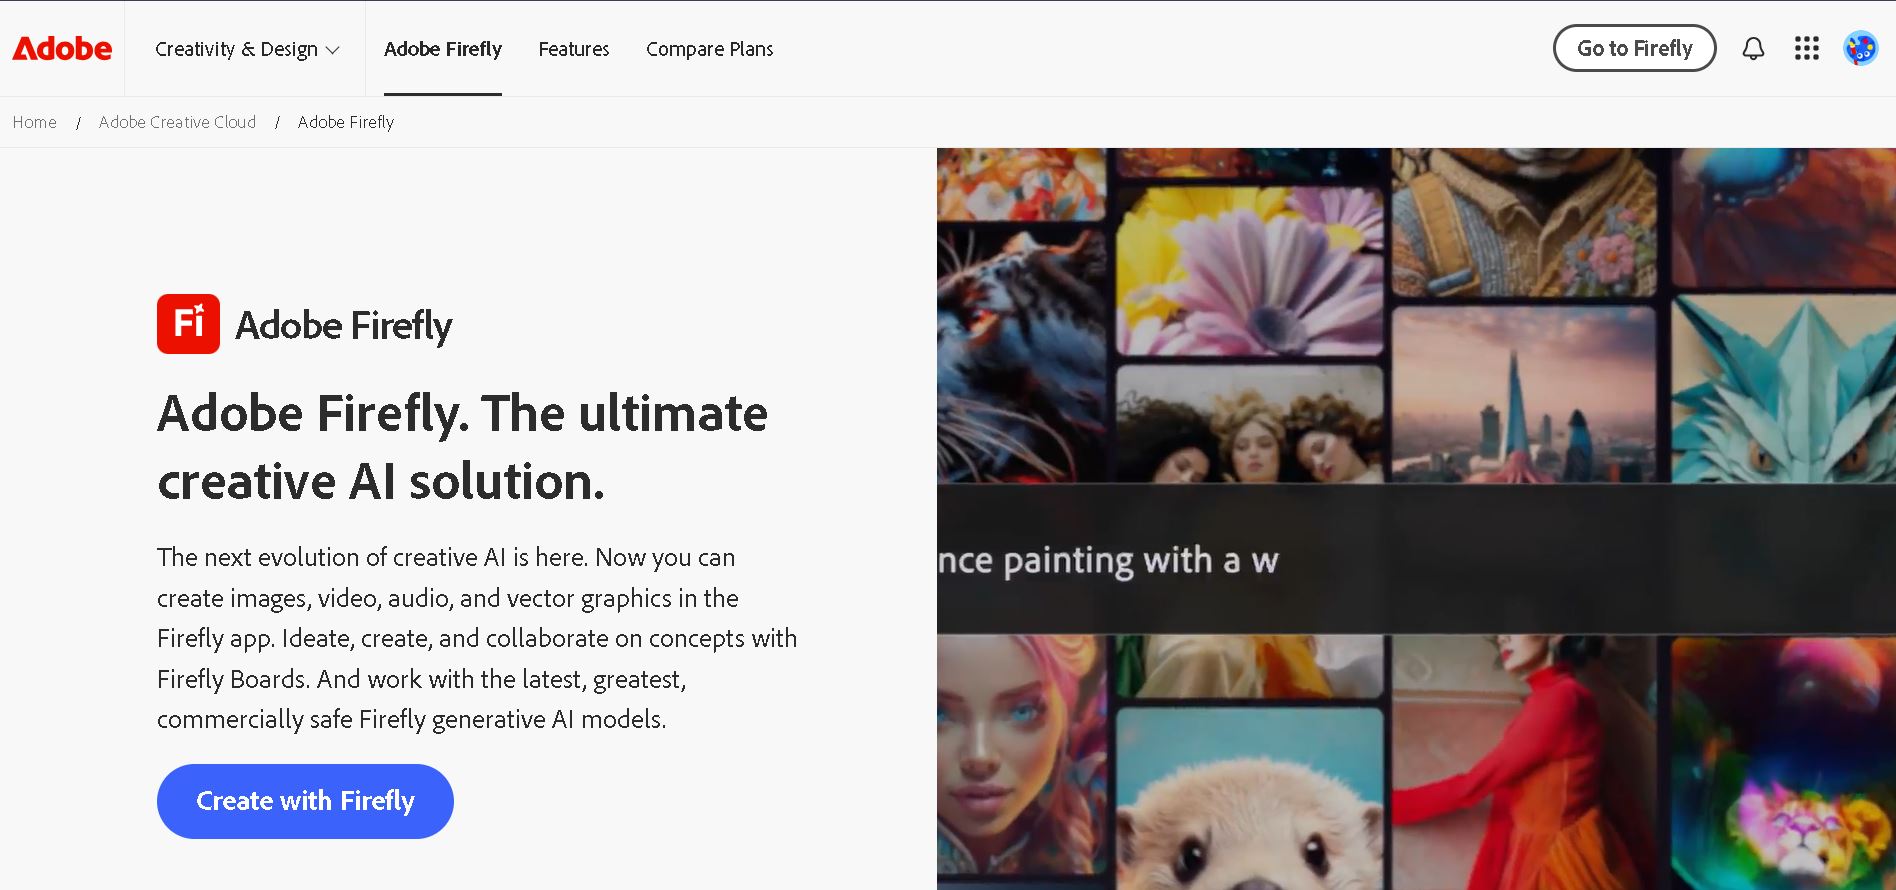 Adobe
Creativity & Design
Adobe Firefly
Features
Compare Plans
Go to Firefly
Home / Adobe Creative Cloud / Adobe Firefly
Fi
Adobe Firefly
Adobe Firefly. The ultimate
creative AI solution.
The next evolution of creative AI is here. Now you can
create images, video, audio, and vector graphics in the
Firefly app. Ideate, create, and collaborate on concepts with
Firefly Boards. And work with the latest, greatest,
commercially safe Firefly generative AI models.
Create with Firefly
nce painting with a w